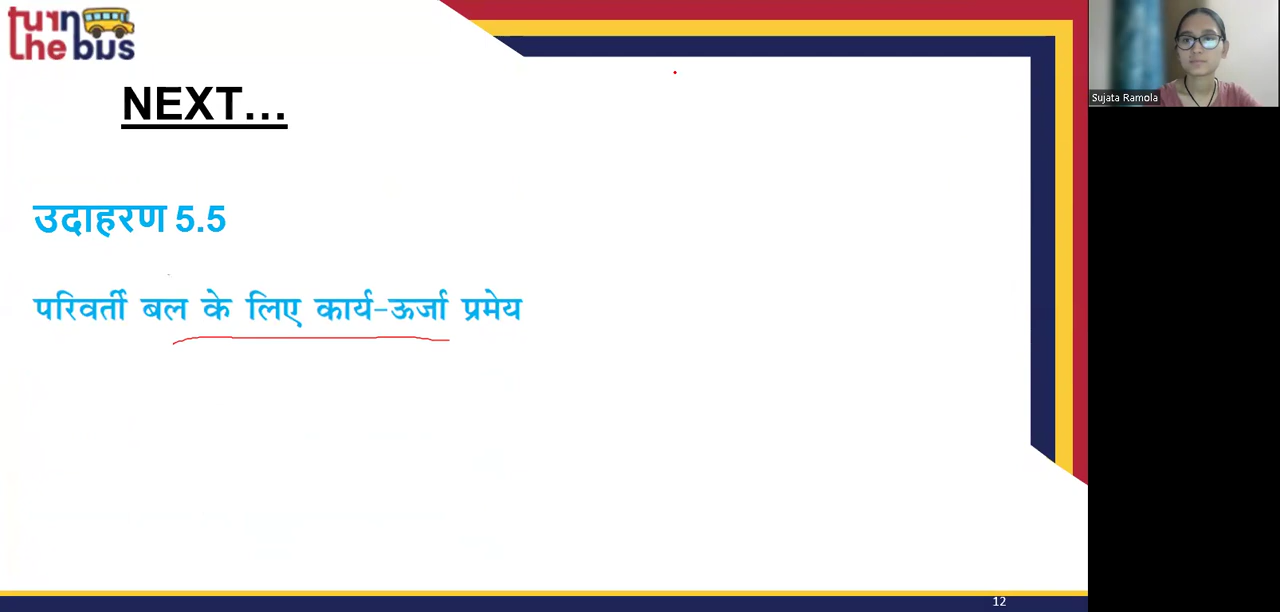 turn
the bus
Sujata Ramola
NEXT...
उदाहरण 5.5
परिवर्ती बल के लिए कार्य-ऊर्जा प्रमेय
12